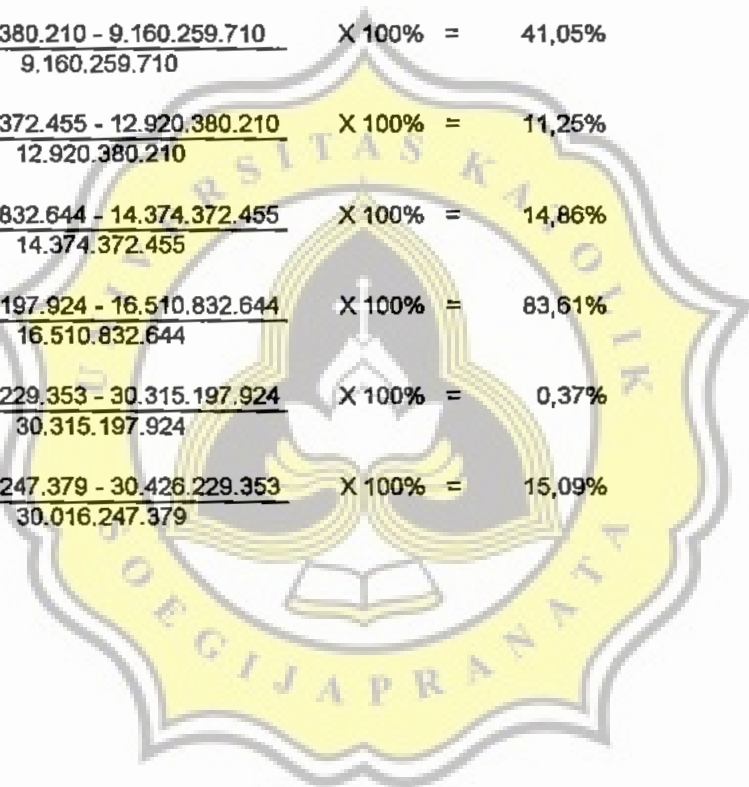 380.210 - 9.160.259.710 X 100% = 41,05%
9.160.259.710
372.455 - 12.920.380.210 X 100% = 11,25%
12.920.380.210
832.644 - 14.374.372.455 X 100% = 14,86%
14.374.372.455
197.924 - 16.510.832.644 X 100% = 83,61%
16.510.832.644
229.353 - 30.315.197.924 X 100% = 0,37%
30.315.197.924
247.379 - 30.426.229.353 X 100% = 15,09%
30.016.247.379
UNIVERSITAS KATOLIK
SOEGIJAPRANATA